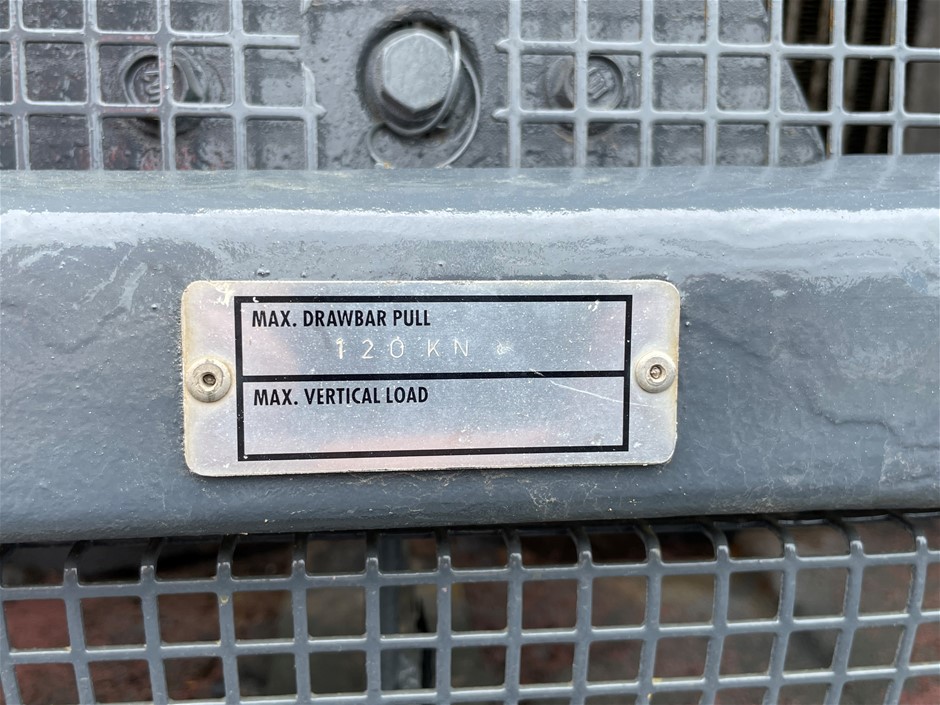 MAX. DRAWBAR PULL
120 KN
MAX. VERTICAL LOAD